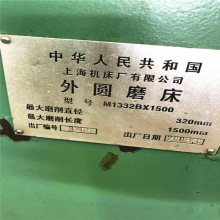 中华人民共和国
上海机床厂有限公司
外圆磨床
型号 M1332BX1500
最大磨削直径 320mm
最大磨削长度 1500mm
出厂编号 出厂日期